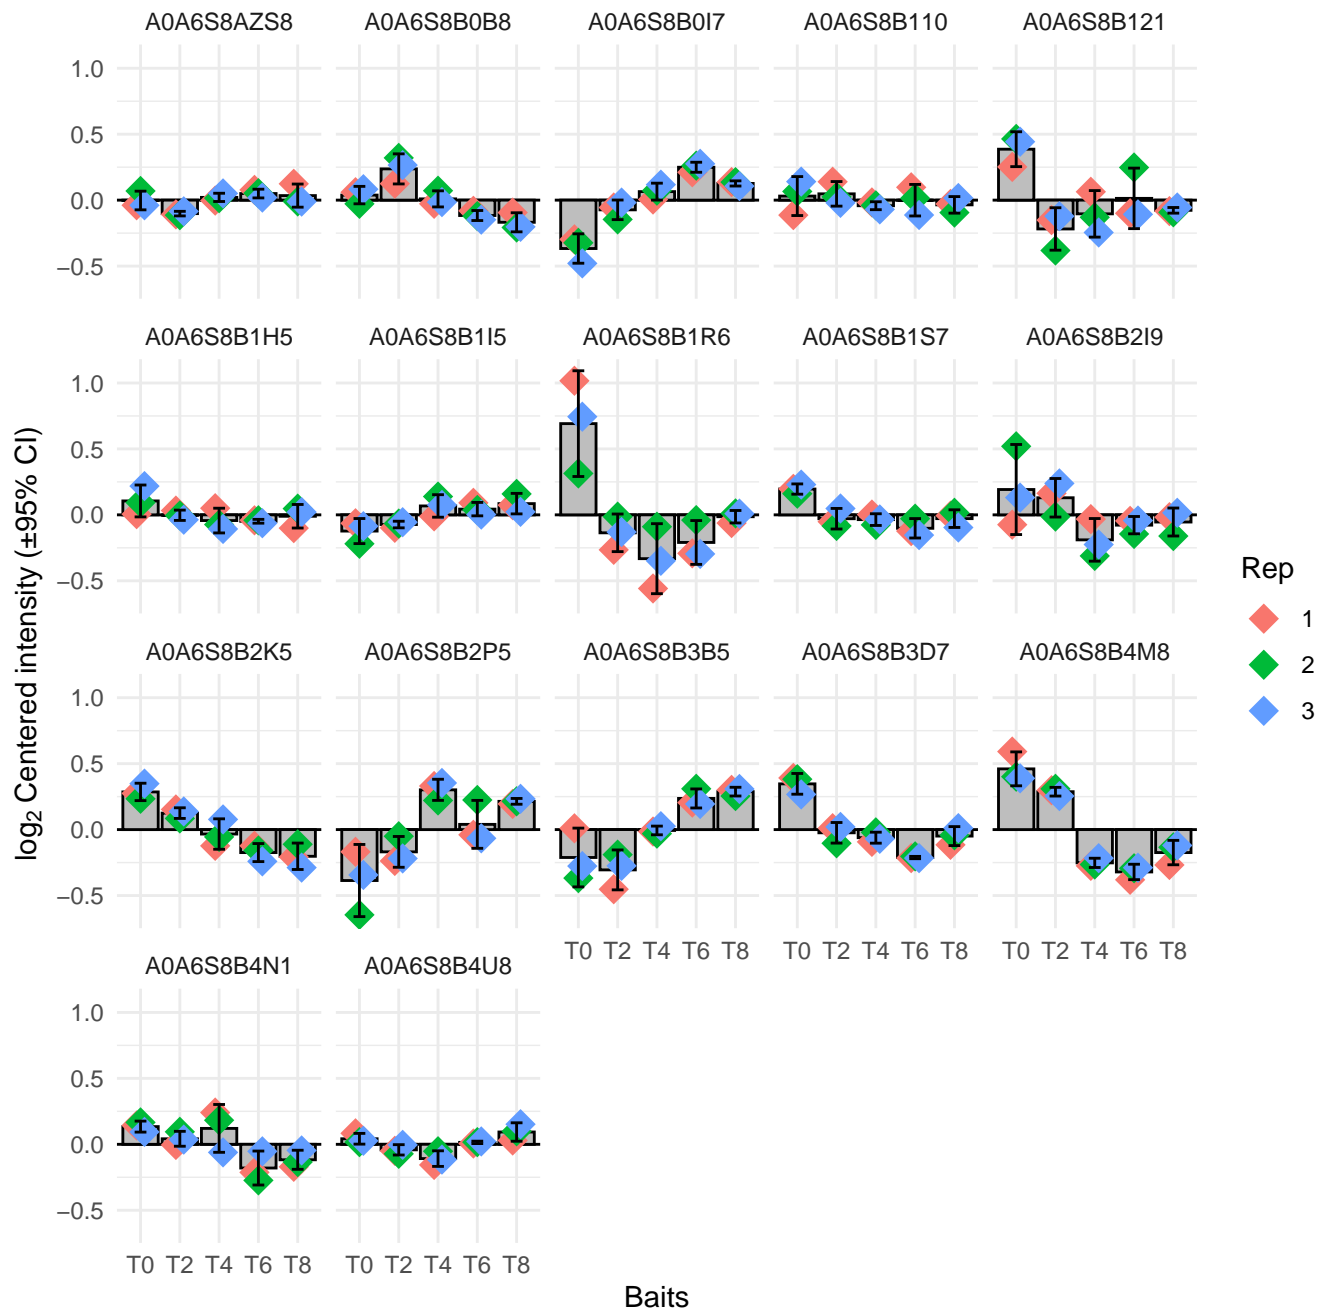 A0A6S8AZS8 A0A6S8B0B8 A0A6S8B0I7 A0A6S8B110 A0A6S8B121
1.0
0.5
0.0
−0.5
A0A6S8B1H5 A0A6S8B1I5 A0A6S8B1R6 A0A6S8B1S7 A0A6S8B2I9
1.0
0.5
0.0
−0.5
A0A6S8B2K5 A0A6S8B2P5 A0A6S8B3B5 A0A6S8B3D7 A0A6S8B4M8
1.0
0.5
0.0
−0.5
T0 T2 T4 T6 T8 T0 T2 T4 T6 T8 T0 T2 T4 T6 T8
A0A6S8B4N1 A0A6S8B4U8
1.0
0.5
0.0
−0.5
T0 T2 T4 T6 T8 T0 T2 T4 T6 T8
Baits
log₂ Centered intensity (±95% CI)
Rep
1
2
3